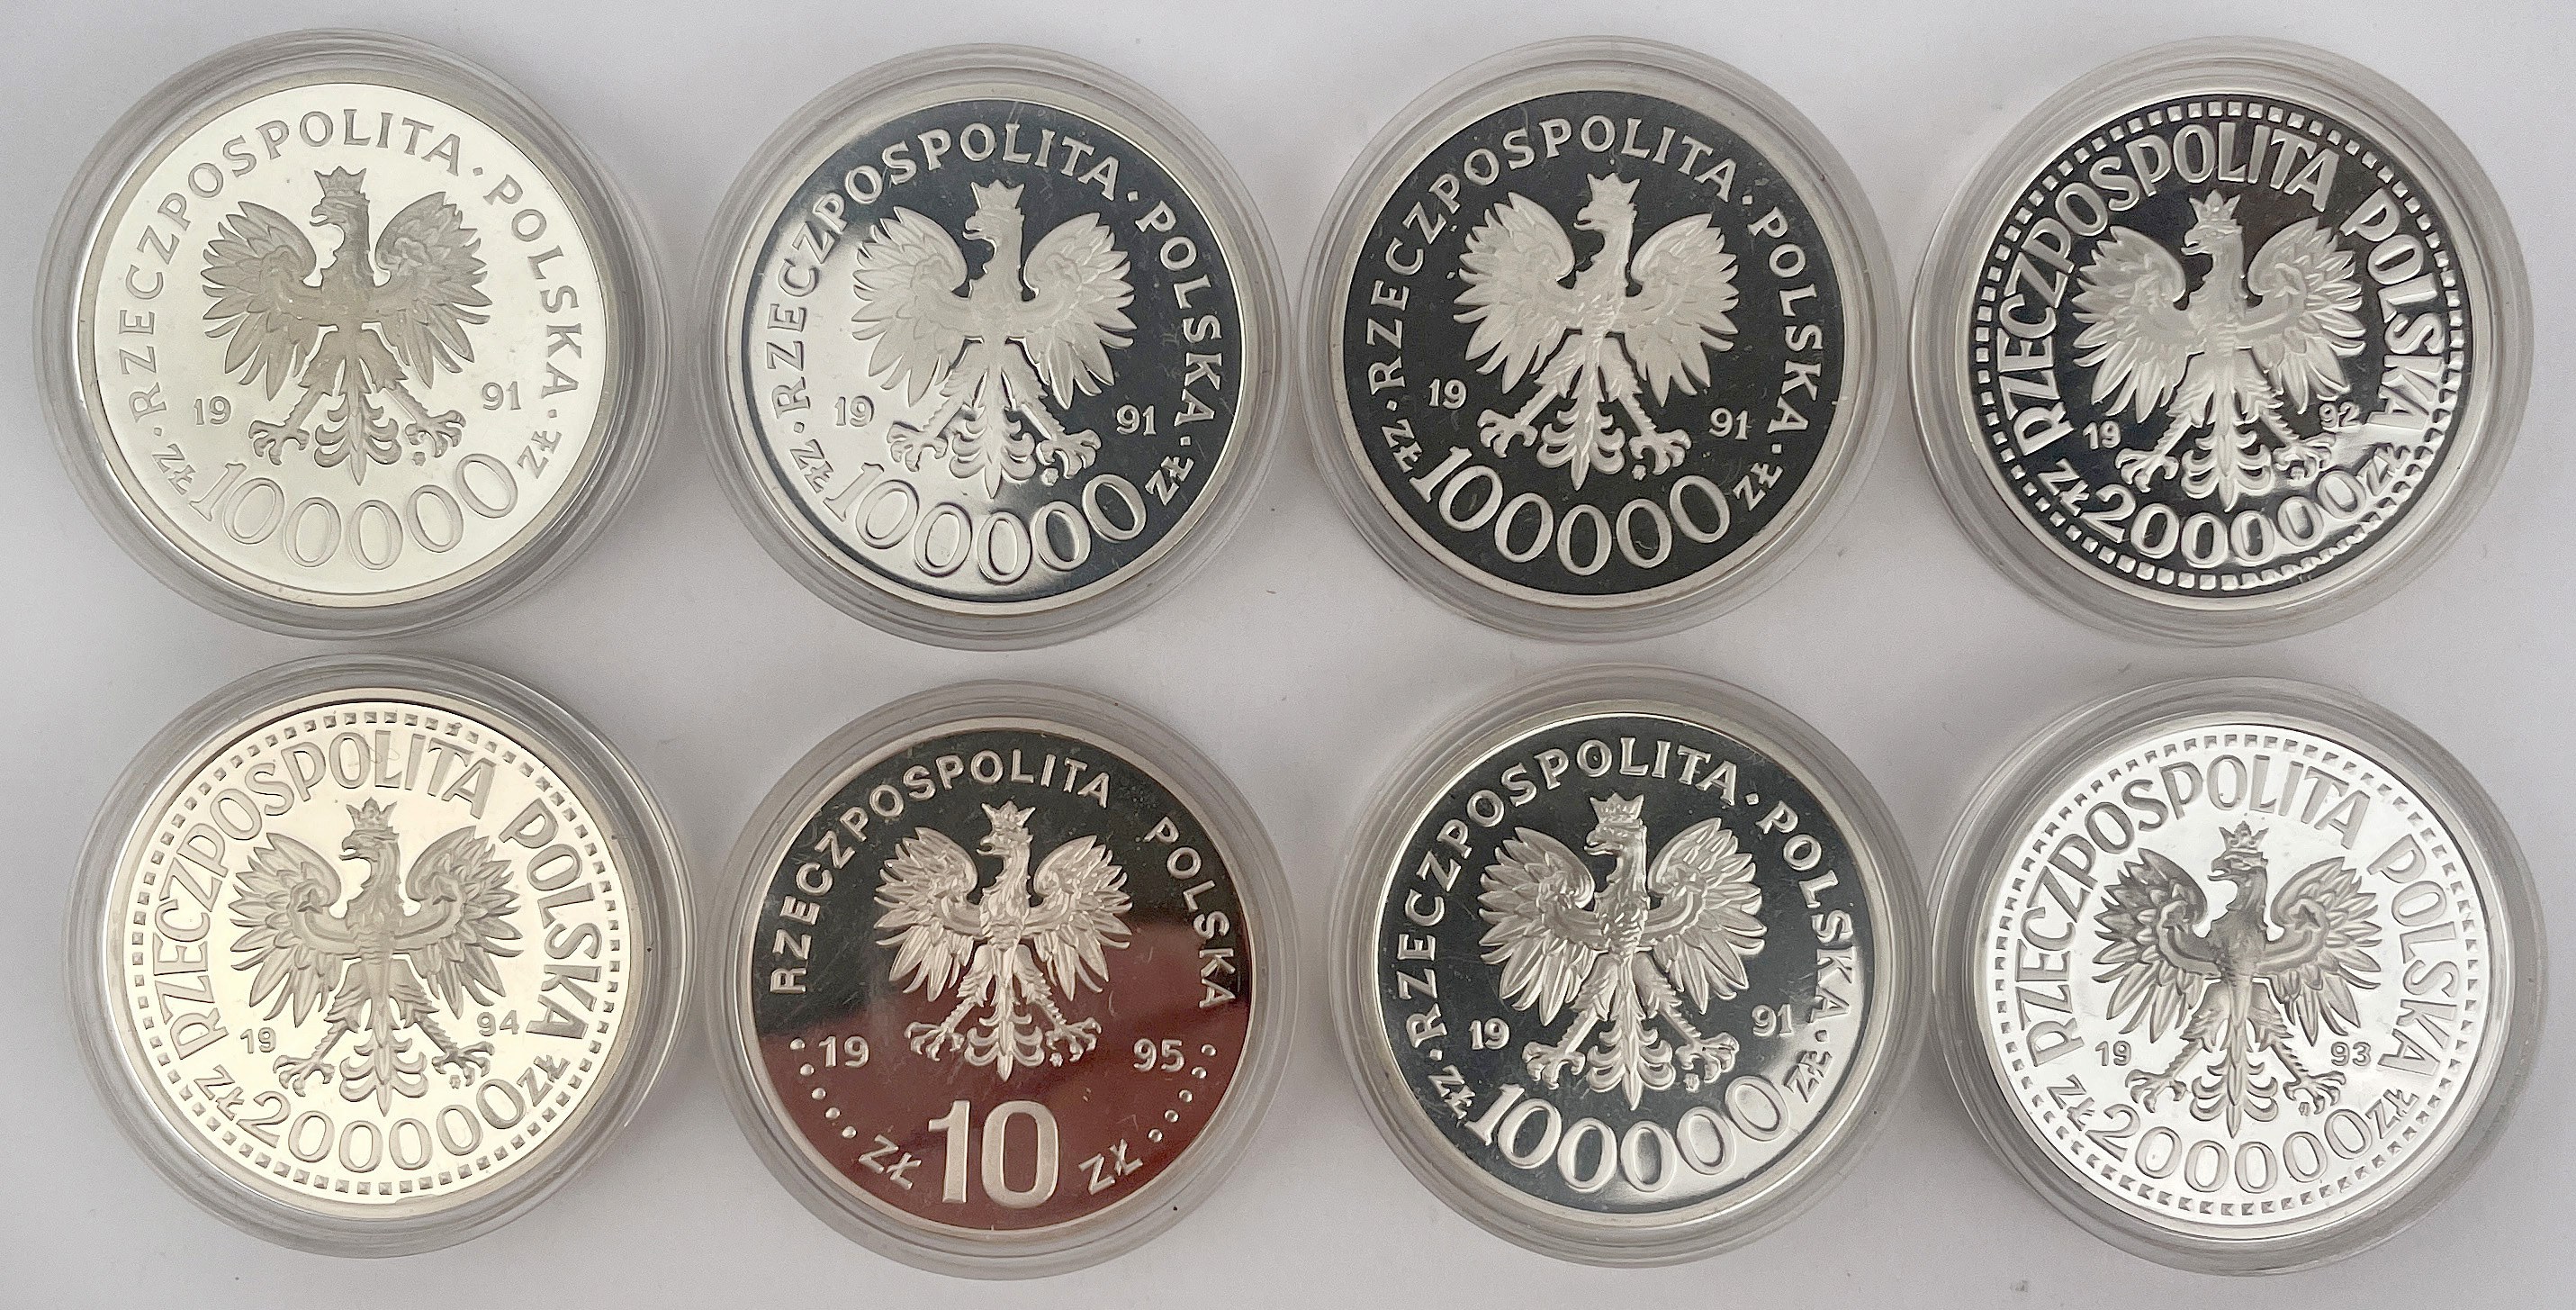 RZECZPOSPOLITA · POLSKA
19 91
· ZŁ 100000 ZŁ ·
RZECZPOSPOLITA · POLSKA
19 91
· ZŁ 100000 ZŁ ·
RZECZPOSPOLITA · POLSKA
19 91
· ZŁ 100000 ZŁ ·
RZECZPOSPOLITA POLSKA
19 92
ZŁ 200000 ZŁ
RZECZPOSPOLITA POLSKA
19 94
ZŁ 200000 ZŁ
RZECZPOSPOLITA POLSKA
19 95
ZŁ 10 ZŁ
RZECZPOSPOLITA · POLSKA
19 91
· ZŁ 100000 ZŁ ·
RZECZPOSPOLITA POLSKA
19 93
ZŁ 200000 ZŁ